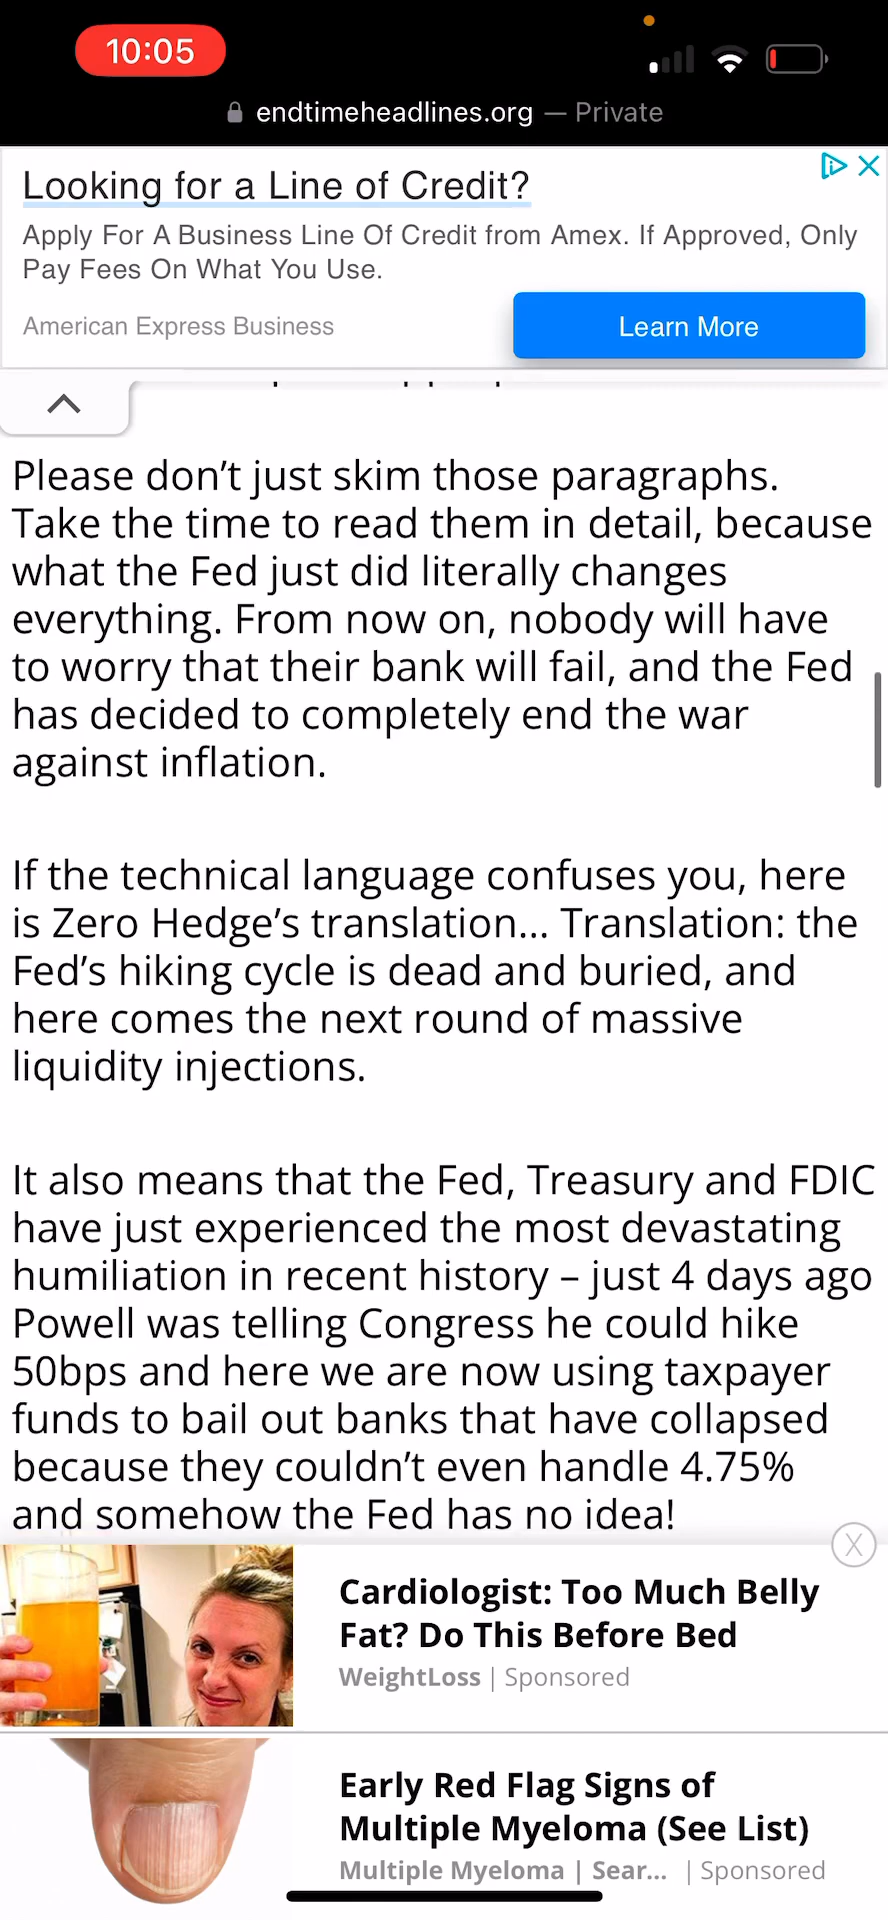 10:05
endtimeheadlines.org — Private
Looking for a Line of Credit?
Apply For A Business Line Of Credit from Amex. If Approved, Only
Pay Fees On What You Use.
American Express Business
Learn More
Please don’t just skim those paragraphs.
Take the time to read them in detail, because
what the Fed just did literally changes
everything. From now on, nobody will have
to worry that their bank will fail, and the Fed
has decided to completely end the war
against inflation.
If the technical language confuses you, here
is Zero Hedge’s translation… Translation: the
Fed’s hiking cycle is dead and buried, and
here comes the next round of massive
liquidity injections.
It also means that the Fed, Treasury and FDIC
have just experienced the most devastating
humiliation in recent history – just 4 days ago
Powell was telling Congress he could hike
50bps and here we are now using taxpayer
funds to bail out banks that have collapsed
because they couldn’t even handle 4.75%
and somehow the Fed has no idea!
X
Cardiologist: Too Much Belly
Fat? Do This Before Bed
WeightLoss | Sponsored
Early Red Flag Signs of
Multiple Myeloma (See List)
Multiple Myeloma | Sear... | Sponsored